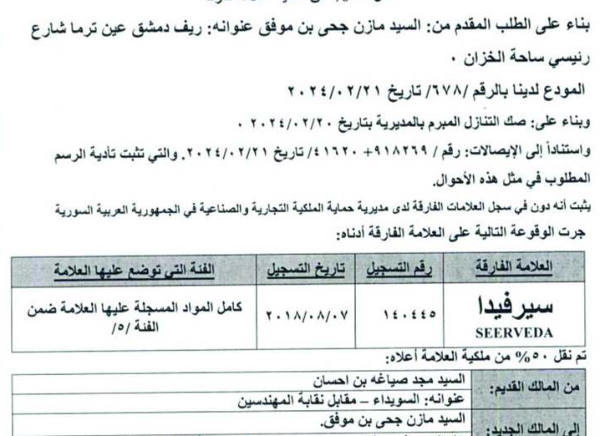 بناء على الطلب المقدم من: السيد مازن جحى بن موفق عنوانه: ريف دمشق عين ترما شارع
رئيسي ساحة الخزان ٠
المودع لدينا بالرقم /٦٧٨/ تاريخ ٢٠٢٤/٠٢/٢١
وبناء على: صك التنازل المبرم بالمديرية بتاريخ ٢٠٢٤/٠٢/٢٠ ٠
واستناداً إلى الإيصالات: رقم / ٩١٨٢٦٩+ ٤١٦٢٠/ تاريخ ٢٠٢٤/٠٢/٢١. والتي تثبت تأدية الرسم
المطلوب في مثل هذه الأحوال.
يثبت أنه دون في سجل العلامات الفارقة لدى مديرية حماية الملكية التجارية والصناعية في الجمهورية العربية السورية
جرت الوقوعة التالية على العلامة الفارقة أدناه:
العلامة الفارقة رقم التسجيل تاريخ التسجيل الفئة التي توضع عليها العلامة
سيرفيدا ١٤٠٤٤٥ ٢٠١٨/٠٨/٠٧ كامل المواد المسجلة عليها العلامة ضمن
SEERVEDA الفئة /٥/
تم نقل ٥٠% من ملكية العلامة أعلاه:
من المالك القديم: السيد مجد صياغه بن احسان
عنوانه: السويداء – مقابل نقابة المهندسين
إلى المالك الجديد: السيد مازن جحى بن موفق.